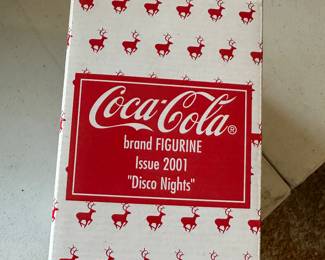 Coca-Cola®
brand FIGURINE
Issue 2001
"Disco Nights"